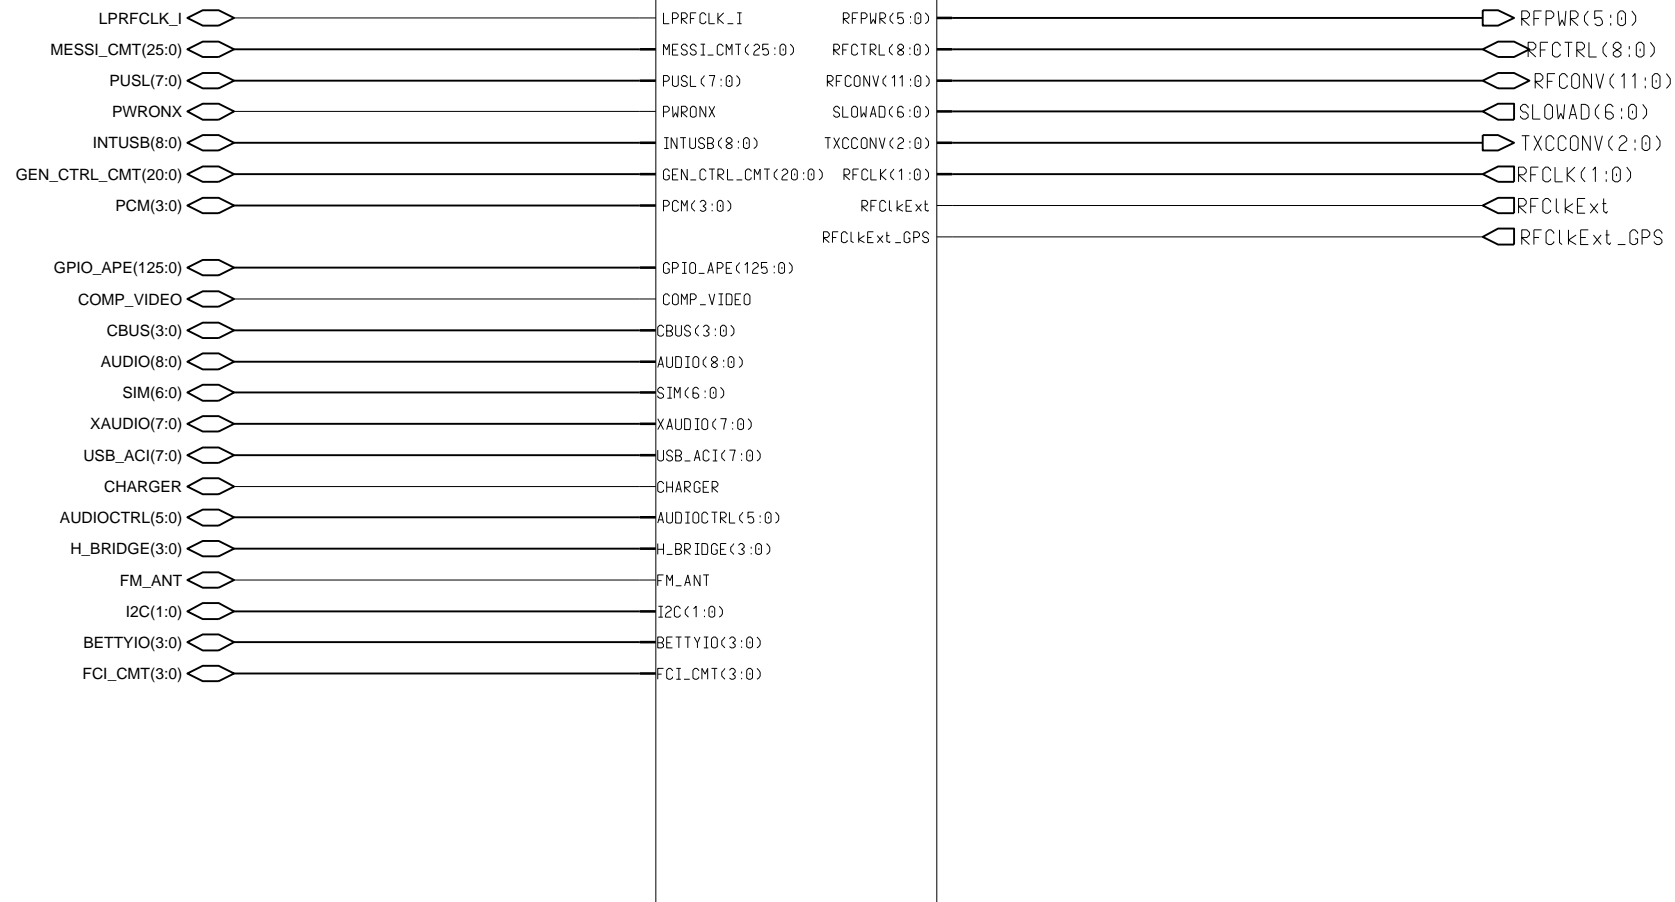 LPRFCLK_I LPRFCLK_I RFPWR(5:0) RFPWR(5:0)
MESSI_CMT(25:0) MESSI_CMT(25:0) RFCTRL(8:0) RFCTRL(8:0)
PUSL(7:0) PUSL(7:0) RFCONV(11:0) RFCONV(11:0)
PWRONX PWRONX SLOWAD(6:0) SLOWAD(6:0)
INTUSB(8:0) INTUSB(8:0) TXCCONV(2:0) TXCCONV(2:0)
GEN_CTRL_CMT(20:0) GEN_CTRL_CMT(20:0) RFCLK(1:0) RFCLK(1:0)
PCM(3:0) PCM(3:0) RFClkExt RFClkExt
RFClkExt_GPS RFClkExt_GPS
GPIO_APE(125:0) GPIO_APE(125:0)
COMP_VIDEO COMP_VIDEO
CBUS(3:0) CBUS(3:0)
AUDIO(8:0) AUDIO(8:0)
SIM(6:0) SIM(6:0)
XAUDIO(7:0) XAUDIO(7:0)
USB_ACI(7:0) USB_ACI(7:0)
CHARGER CHARGER
AUDIOCTRL(5:0) AUDIOCTRL(5:0)
H_BRIDGE(3:0) H_BRIDGE(3:0)
FM_ANT FM_ANT
I2C(1:0) I2C(1:0)
BETTYIO(3:0) BETTYIO(3:0)
FCI_CMT(3:0) FCI_CMT(3:0)